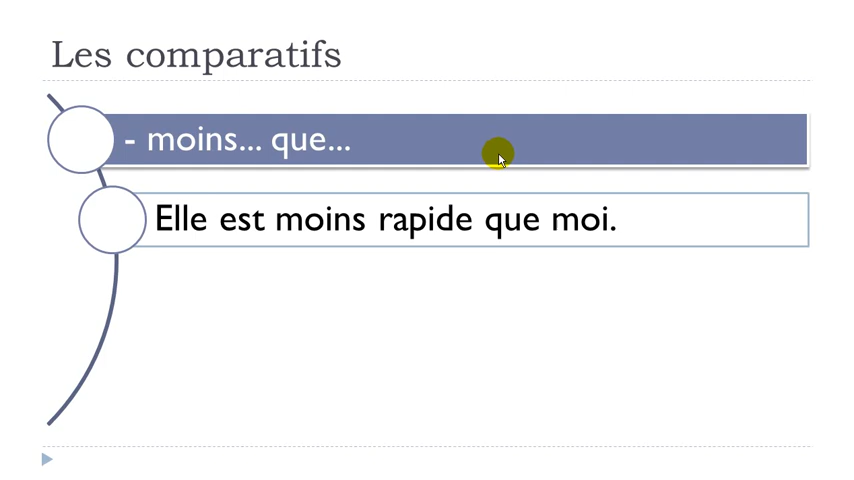 Les comparatifs
- moins... que...
Elle est moins rapide que moi.